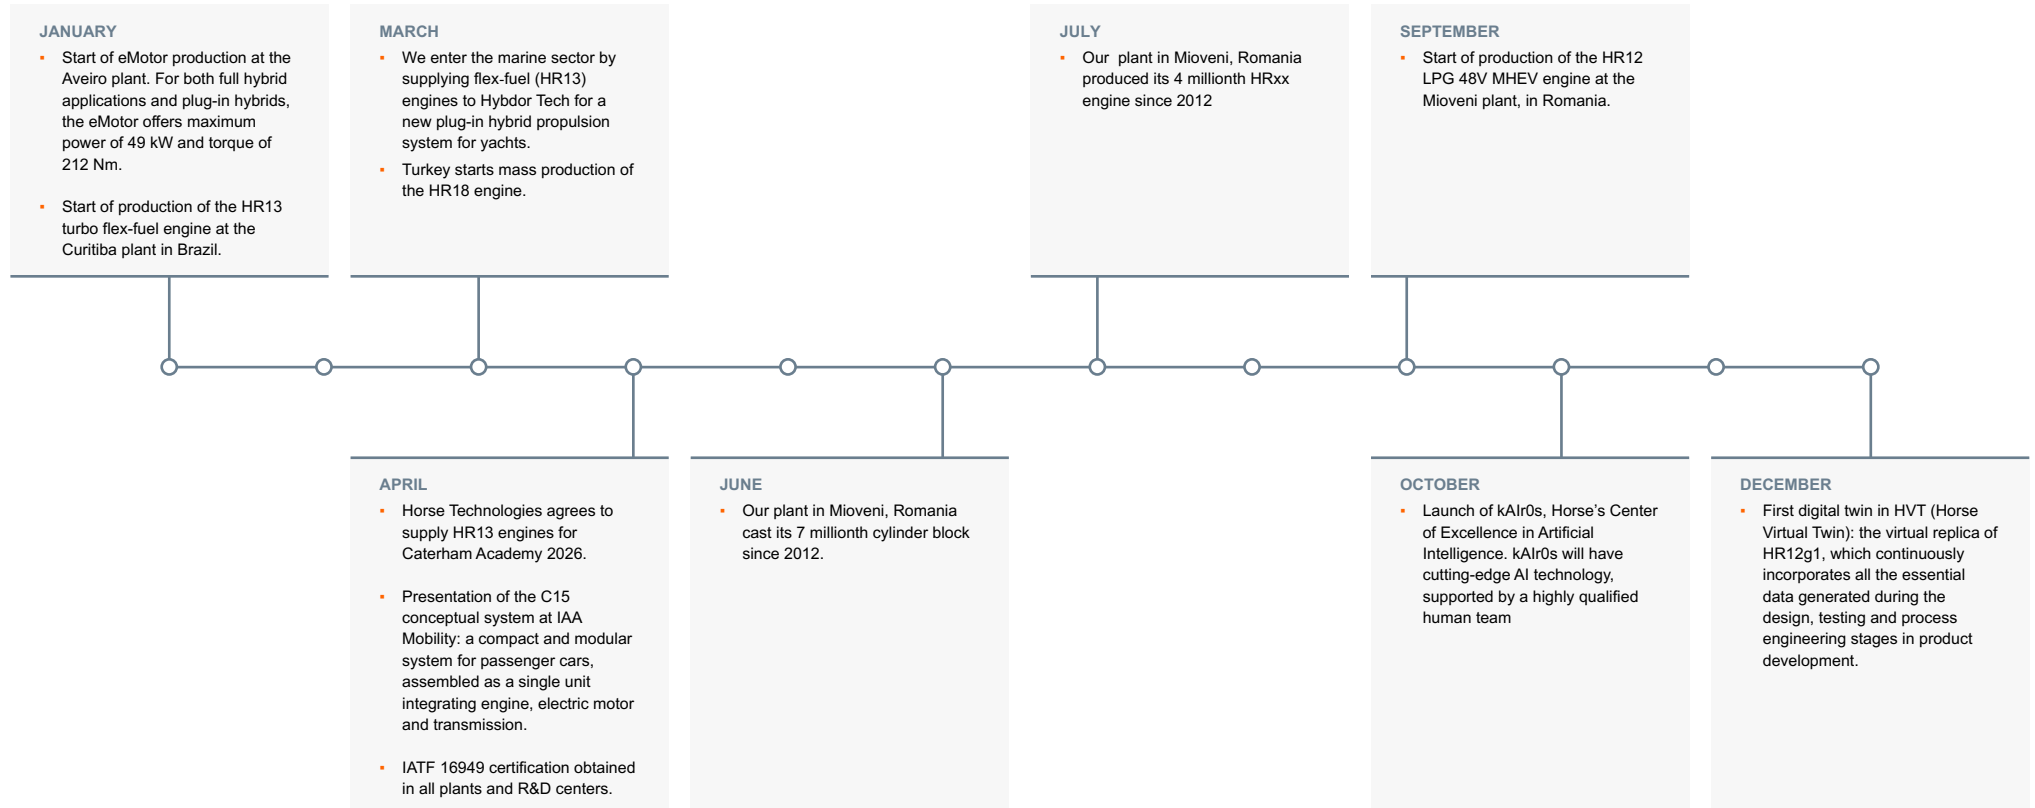 JANUARY
▪ Start of eMotor production at the
Aveiro plant. For both full hybrid
applications and plug-in hybrids,
the eMotor offers maximum
power of 49 kW and torque of
212 Nm.
▪ Start of production of the HR13
turbo flex-fuel engine at the
Curitiba plant in Brazil.
MARCH
▪ We enter the marine sector by
supplying flex-fuel (HR13)
engines to Hybdor Tech for a
new plug-in hybrid propulsion
system for yachts.
▪ Turkey starts mass production of
the HR18 engine.
JULY
▪ Our  plant in Mioveni, Romania
produced its 4 millionth HRxx
engine since 2012
SEPTEMBER
▪ Start of production of the HR12
LPG 48V MHEV engine at the
Mioveni plant, in Romania.
APRIL
▪ Horse Technologies agrees to
supply HR13 engines for
Caterham Academy 2026.
▪ Presentation of the C15
conceptual system at IAA
Mobility: a compact and modular
system for passenger cars,
assembled as a single unit
integrating engine, electric motor
and transmission.
▪ IATF 16949 certification obtained
in all plants and R&D centers.
JUNE
▪ Our plant in Mioveni, Romania
cast its 7 millionth cylinder block
since 2012.
OCTOBER
▪ Launch of kAIr0s, Horse’s Center
of Excellence in Artificial
Intelligence. kAIr0s will have
cutting-edge AI technology,
supported by a highly qualified
human team
DECEMBER
▪ First digital twin in HVT (Horse
Virtual Twin): the virtual replica of
HR12g1, which continuously
incorporates all the essential
data generated during the
design, testing and process
engineering stages in product
development.